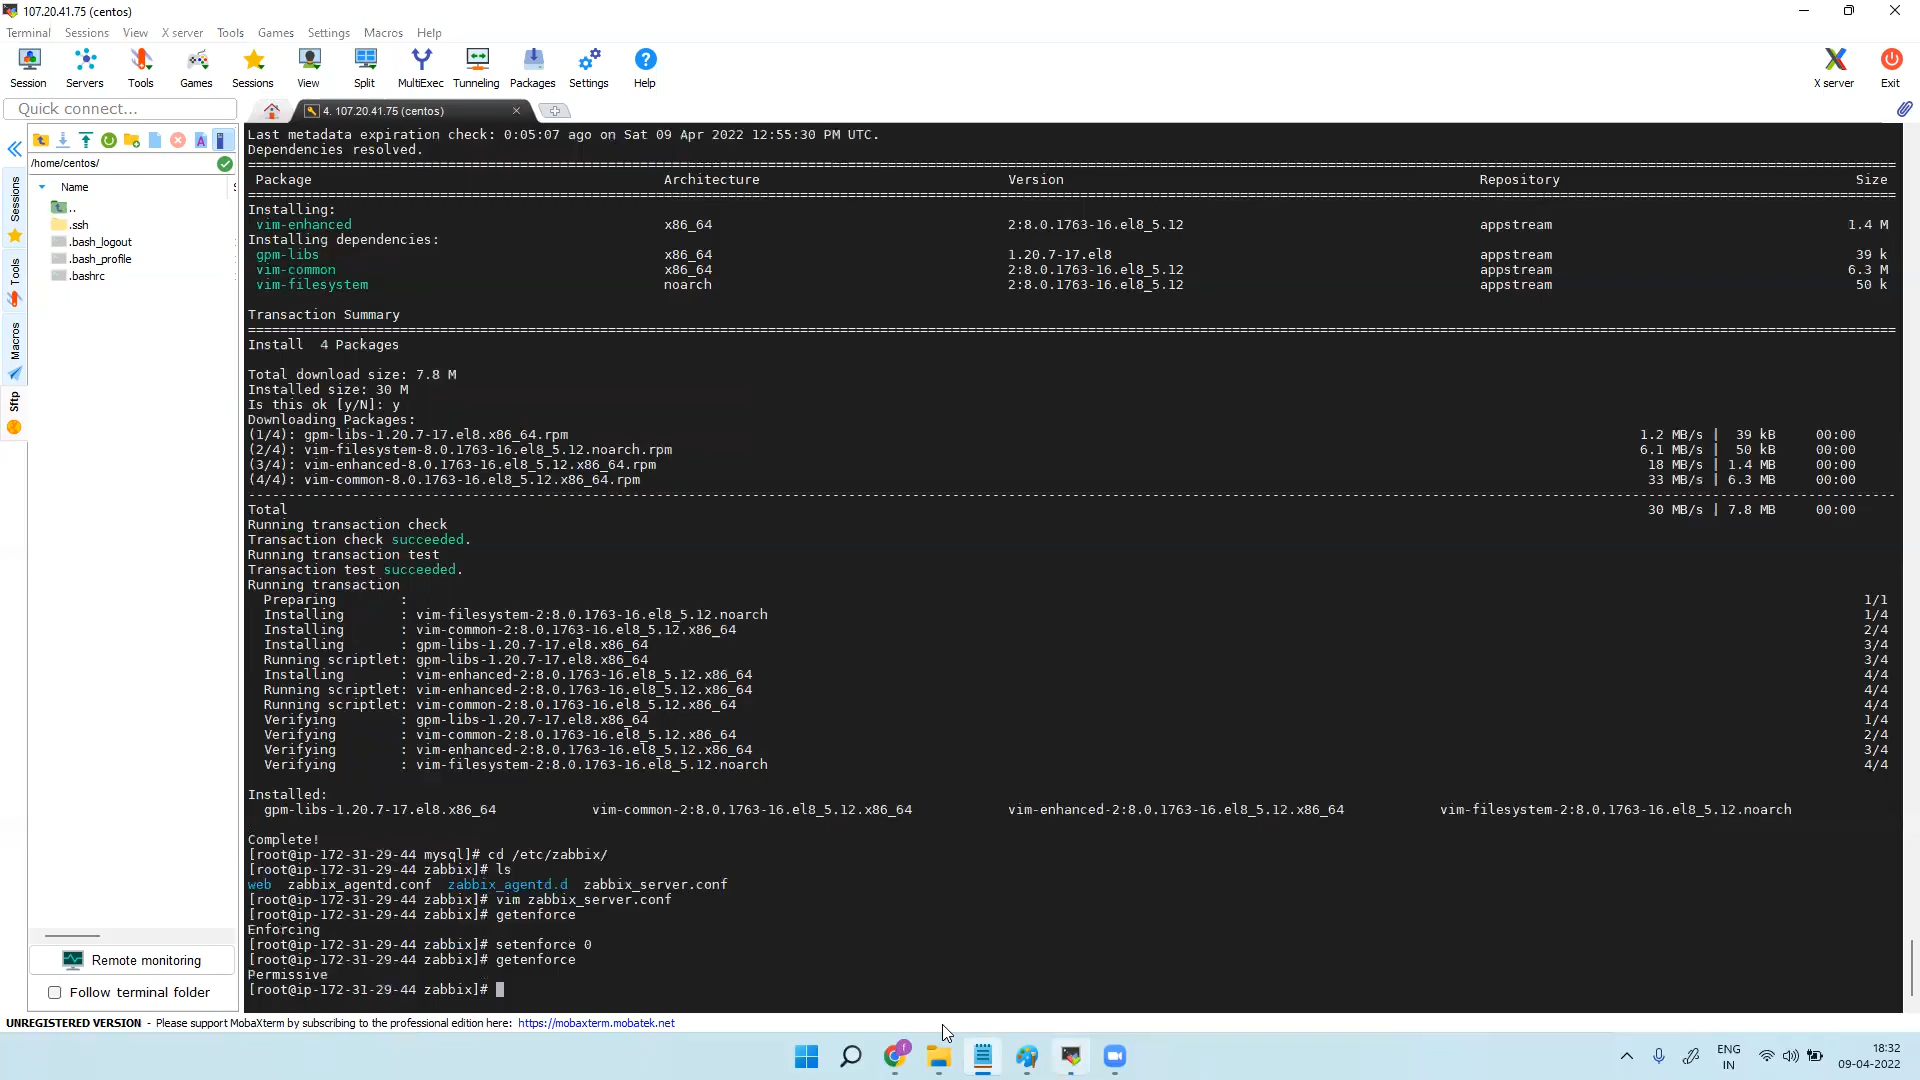 107.20.41.75 (centos)
Terminal Sessions View X server Tools Games Settings Macros Help
Session Servers Tools Games Sessions View Split MultiExec Tunneling Packages Settings Help X server Exit
Quick connect...
4. 107.20.41.75 (centos)
/home/centos/
Name
..
.ssh
.bash_logout
.bash_profile
.bashrc
Sessions
Tools
Macros
Sftp
Remote monitoring
Follow terminal folder
Last metadata expiration check: 0:05:07 ago on Sat 09 Apr 2022 12:55:30 PM UTC.
Dependencies resolved.
Package Architecture Version Repository Size
Installing:
vim-enhanced x86_64 2:8.0.1763-16.el8_5.12 appstream 1.4 M
Installing dependencies:
gpm-libs x86_64 1.20.7-17.el8 appstream 39 k
vim-common x86_64 2:8.0.1763-16.el8_5.12 appstream 6.3 M
vim-filesystem noarch 2:8.0.1763-16.el8_5.12 appstream 50 k
Transaction Summary
Install  4 Packages
Total download size: 7.8 M
Installed size: 30 M
Is this ok [y/N]: y
Downloading Packages:
(1/4): gpm-libs-1.20.7-17.el8.x86_64.rpm 1.2 MB/s | 39 kB 00:00
(2/4): vim-filesystem-8.0.1763-16.el8_5.12.noarch.rpm 6.1 MB/s | 50 kB 00:00
(3/4): vim-enhanced-8.0.1763-16.el8_5.12.x86_64.rpm 18 MB/s | 1.4 MB 00:00
(4/4): vim-common-8.0.1763-16.el8_5.12.x86_64.rpm 33 MB/s | 6.3 MB 00:00
Total 30 MB/s | 7.8 MB 00:00
Running transaction check
Transaction check succeeded.
Running transaction test
Transaction test succeeded.
Running transaction
Preparing : 1/1
Installing : vim-filesystem-2:8.0.1763-16.el8_5.12.noarch 1/4
Installing : vim-common-2:8.0.1763-16.el8_5.12.x86_64 2/4
Installing : gpm-libs-1.20.7-17.el8.x86_64 3/4
Running scriptlet: gpm-libs-1.20.7-17.el8.x86_64 3/4
Installing : vim-enhanced-2:8.0.1763-16.el8_5.12.x86_64 4/4
Running scriptlet: vim-enhanced-2:8.0.1763-16.el8_5.12.x86_64 4/4
Running scriptlet: vim-common-2:8.0.1763-16.el8_5.12.x86_64 4/4
Verifying : gpm-libs-1.20.7-17.el8.x86_64 1/4
Verifying : vim-common-2:8.0.1763-16.el8_5.12.x86_64 2/4
Verifying : vim-enhanced-2:8.0.1763-16.el8_5.12.x86_64 3/4
Verifying : vim-filesystem-2:8.0.1763-16.el8_5.12.noarch 4/4
Installed:
gpm-libs-1.20.7-17.el8.x86_64 vim-common-2:8.0.1763-16.el8_5.12.x86_64 vim-enhanced-2:8.0.1763-16.el8_5.12.x86_64 vim-filesystem-2:8.0.1763-16.el8_5.12.noarch
Complete!
[root@ip-172-31-29-44 mysql]# cd /etc/zabbix/
[root@ip-172-31-29-44 zabbix]# ls
web  zabbix_agentd.conf  zabbix_agentd.d  zabbix_server.conf
[root@ip-172-31-29-44 zabbix]# vim zabbix_server.conf
[root@ip-172-31-29-44 zabbix]# getenforce
Enforcing
[root@ip-172-31-29-44 zabbix]# setenforce 0
[root@ip-172-31-29-44 zabbix]# getenforce
Permissive
[root@ip-172-31-29-44 zabbix]#
UNREGISTERED VERSION - Please support MobaXterm by subscribing to the professional edition here: https://mobaxterm.mobatek.net
ENG
IN
18:32
09-04-2022